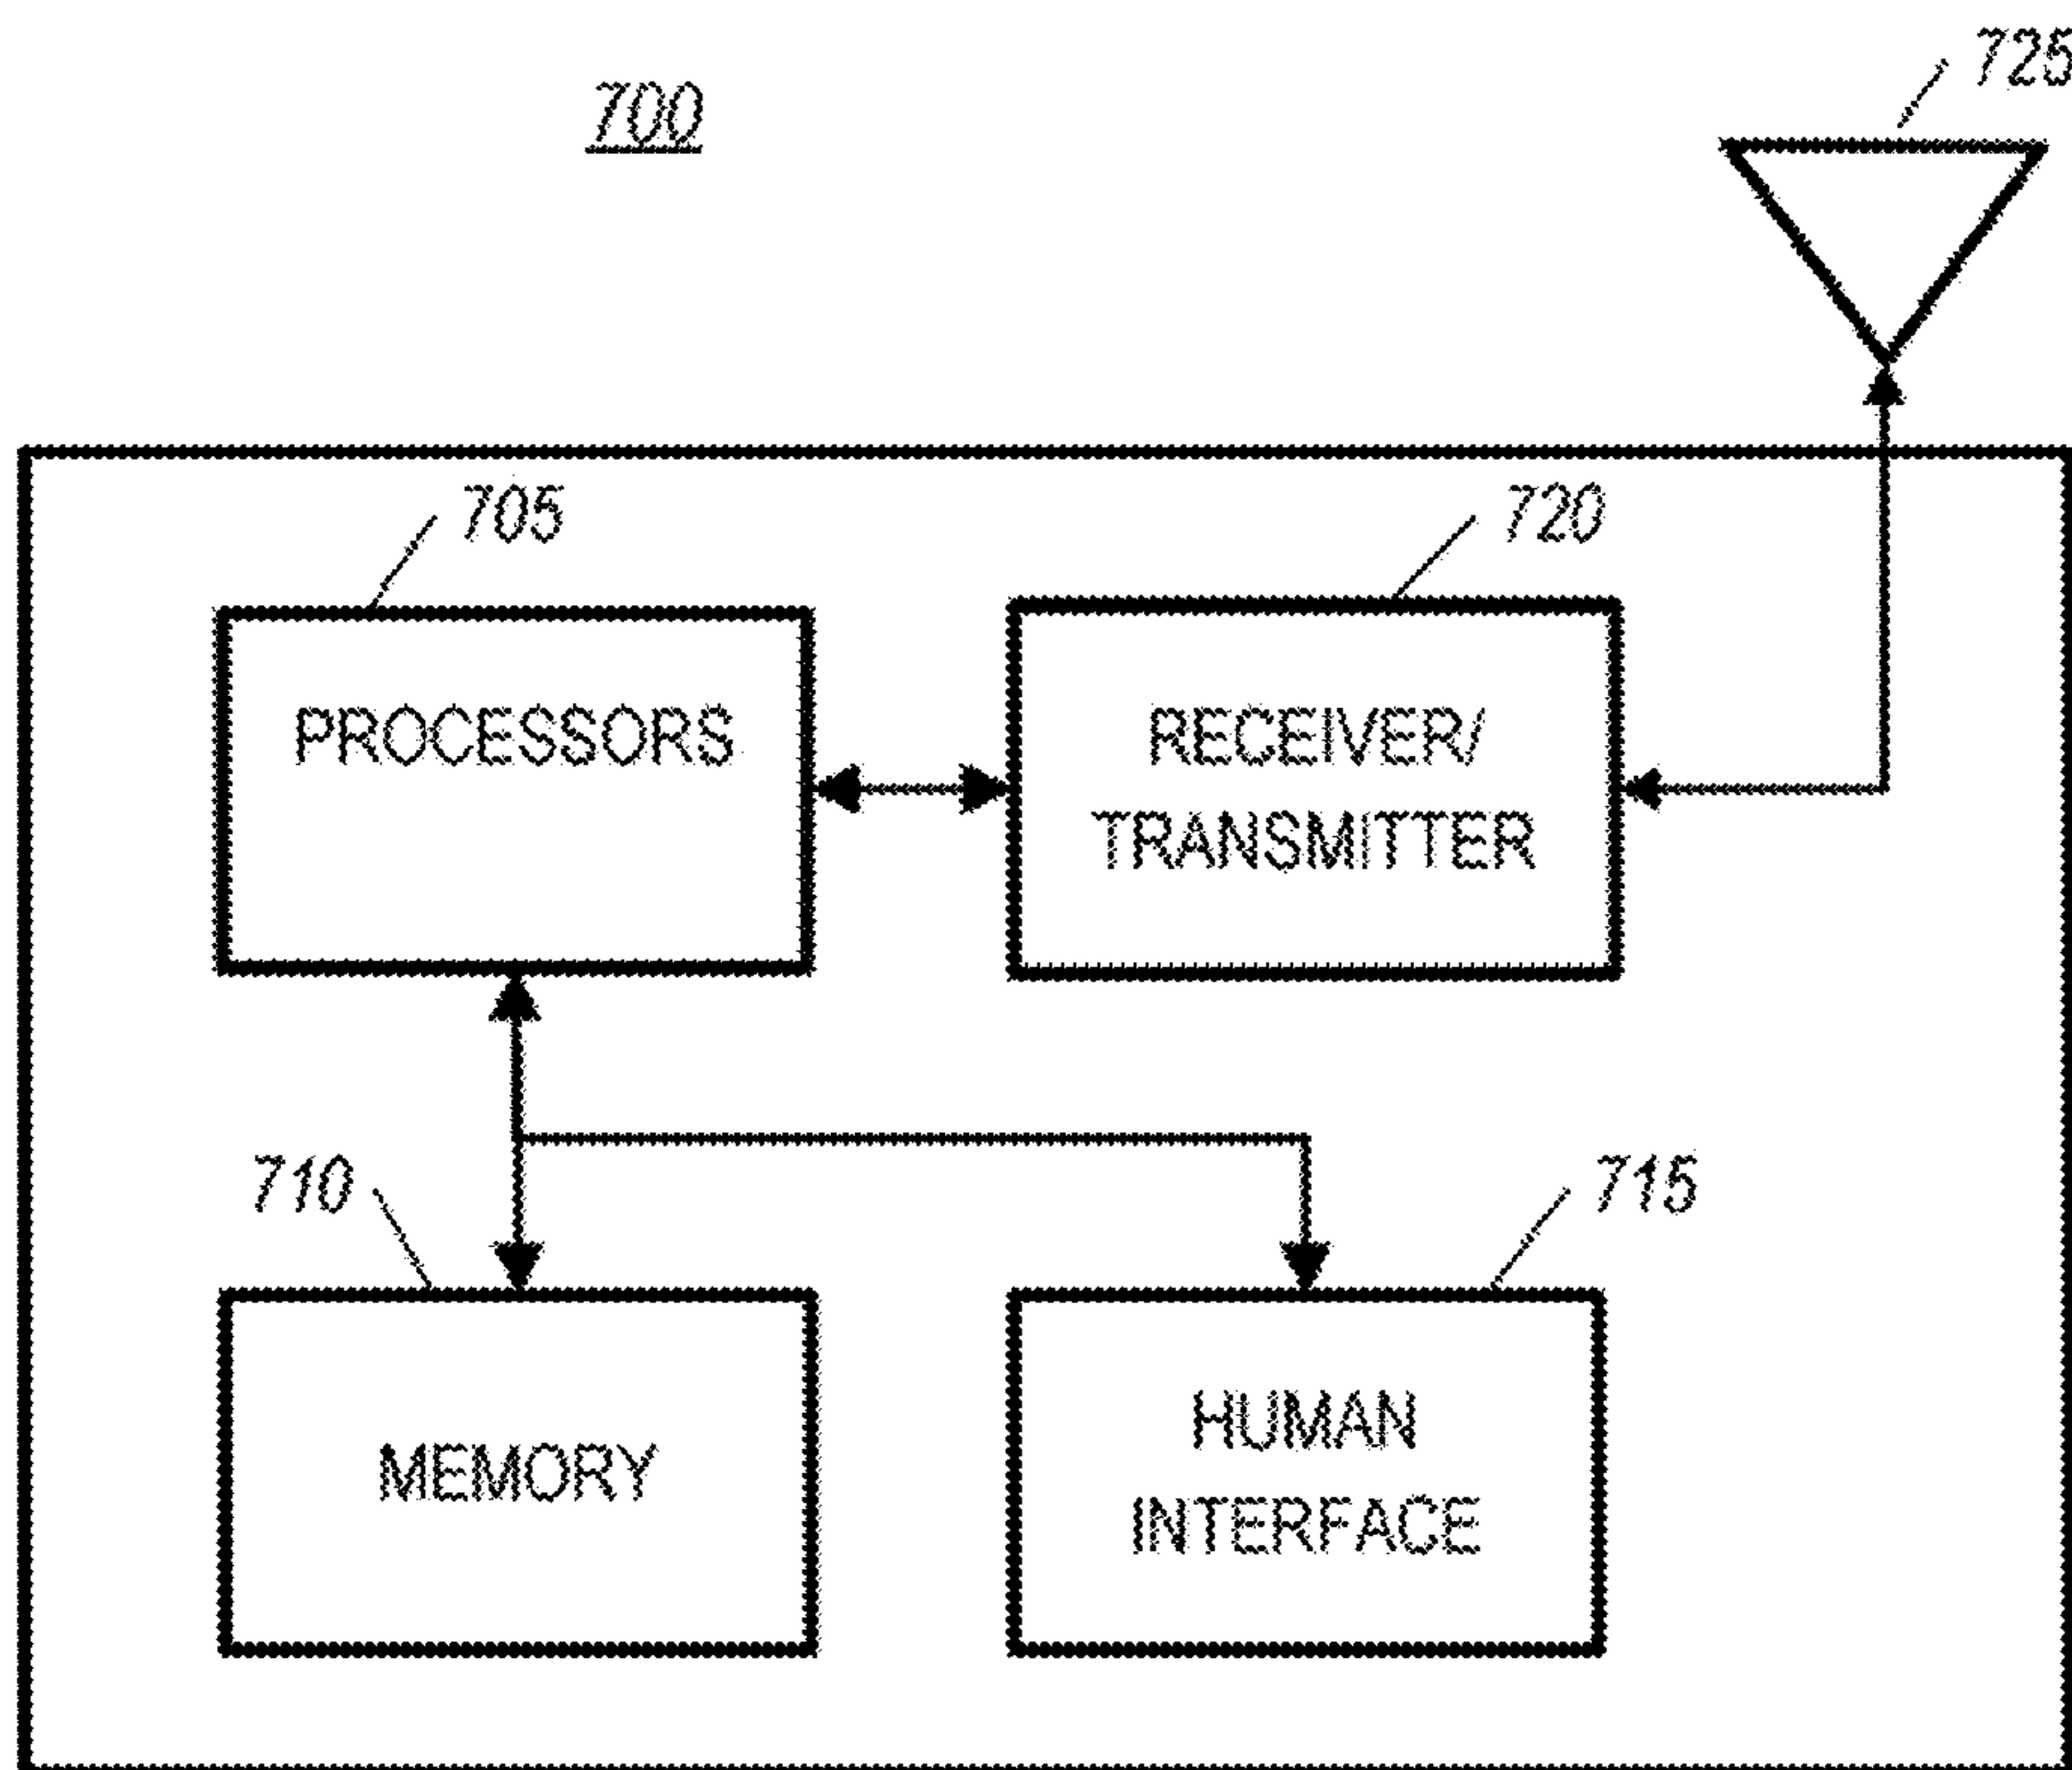 725
700
705
720
PROCESSORS
RECEIVER/
TRANSMITTER
710
715
MEMORY
HUMAN
INTERFACE